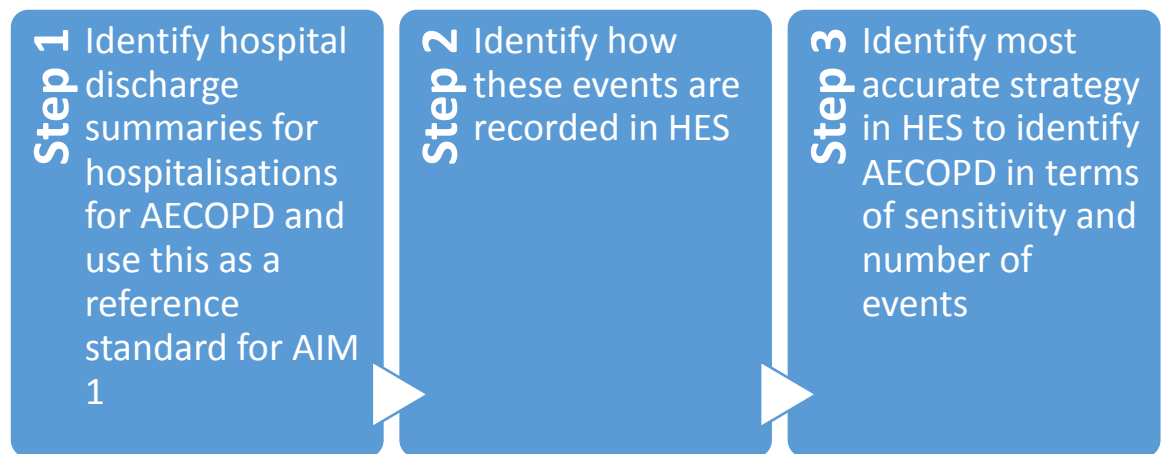 Step 1
Identify hospital
discharge
summaries for
hospitalisations
for AECOPD and
use this as a
reference
standard for AIM
1
Step 2
Identify how
these events are
recorded in HES
Step 3
Identify most
accurate strategy
in HES to identify
AECOPD in terms
of sensitivity and
number of
events